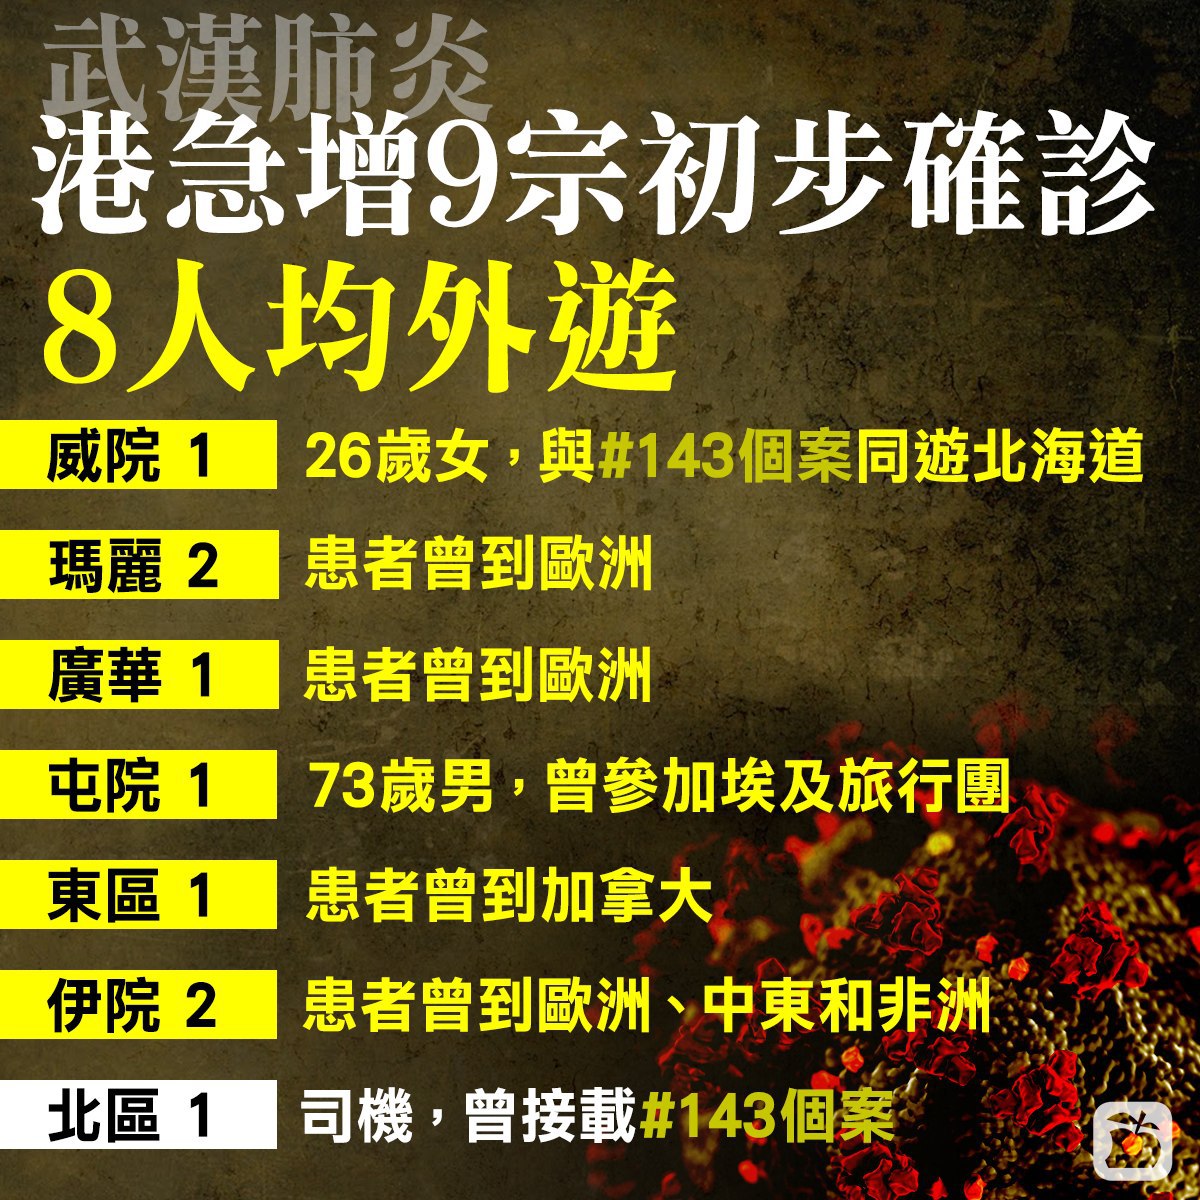 武漢肺炎
港急增9宗初步確診
8人均外遊
威院 1 26歲女，與#143個案同遊北海道
瑪麗 2 患者曾到歐洲
廣華 1 患者曾到歐洲
屯院 1 73歲男，曾參加埃及旅行團
東區 1 患者曾到加拿大
伊院 2 患者曾到歐洲、中東和非洲
北區 1 司機，曾接載#143個案